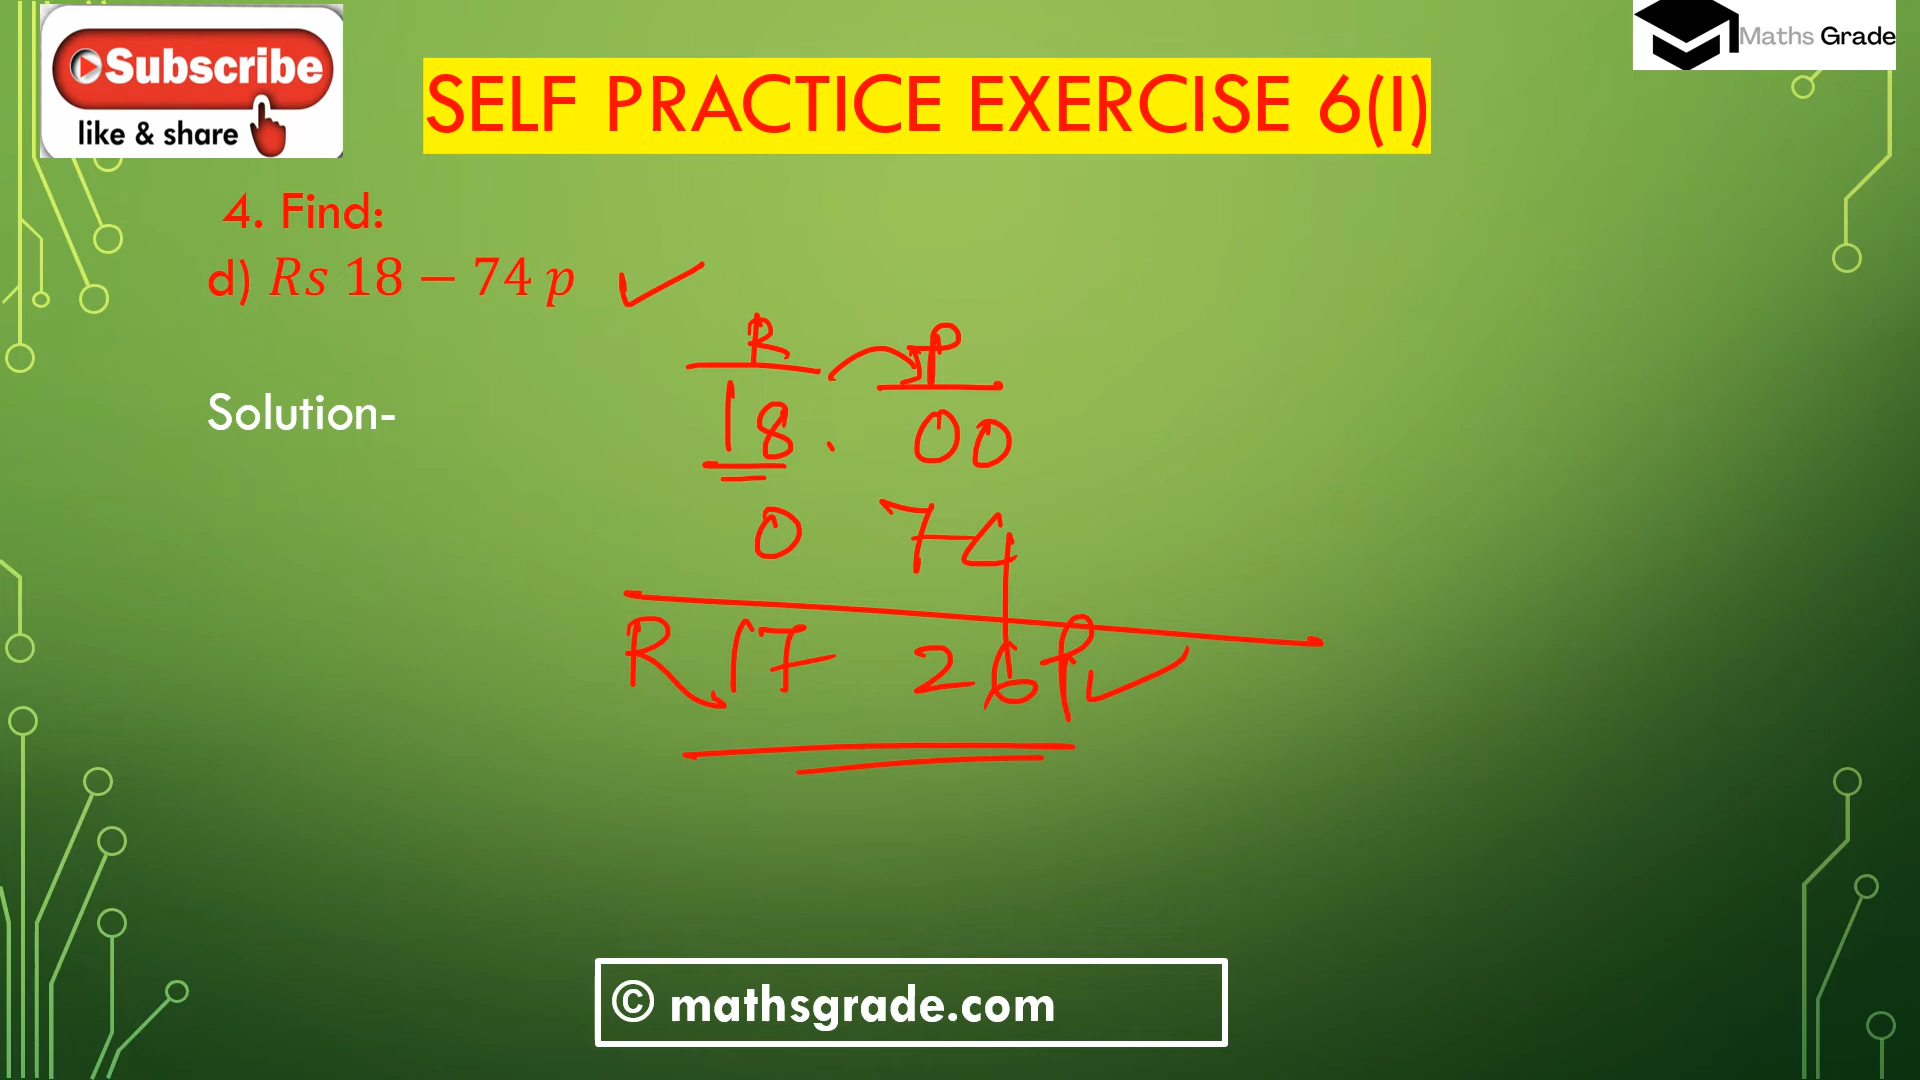 Subscribe
like & share
Maths Grade
SELF PRACTICE EXERCISE 6(I)
4. Find:
d) Rs 18 − 74 p
Solution-
R P
18. 00
0 74
R 17 26 P
© mathsgrade.com